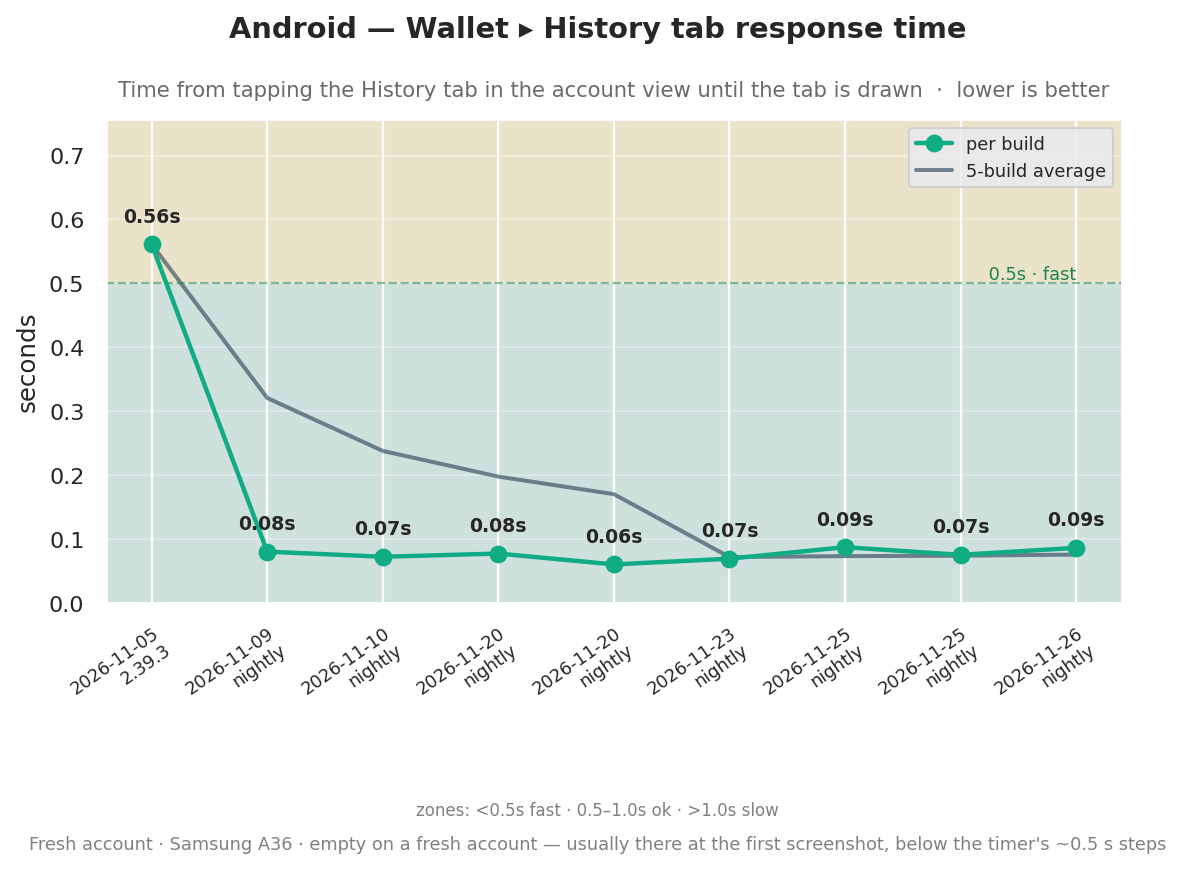 Android — Wallet ▸ History tab response time
Time from tapping the History tab in the account view until the tab is drawn · lower is better
per build
5-build average
0.5s · fast
seconds
0.7
0.6
0.5
0.4
0.3
0.2
0.1
0.0
0.56s
0.08s
0.07s
0.08s
0.06s
0.07s
0.09s
0.07s
0.09s
2026-11-05
2.39.3
2026-11-09
nightly
2026-11-10
nightly
2026-11-20
nightly
2026-11-20
nightly
2026-11-23
nightly
2026-11-25
nightly
2026-11-25
nightly
2026-11-26
nightly
zones: <0.5s fast · 0.5–1.0s ok · >1.0s slow
Fresh account · Samsung A36 · empty on a fresh account — usually there at the first screenshot, below the timer's ~0.5 s steps